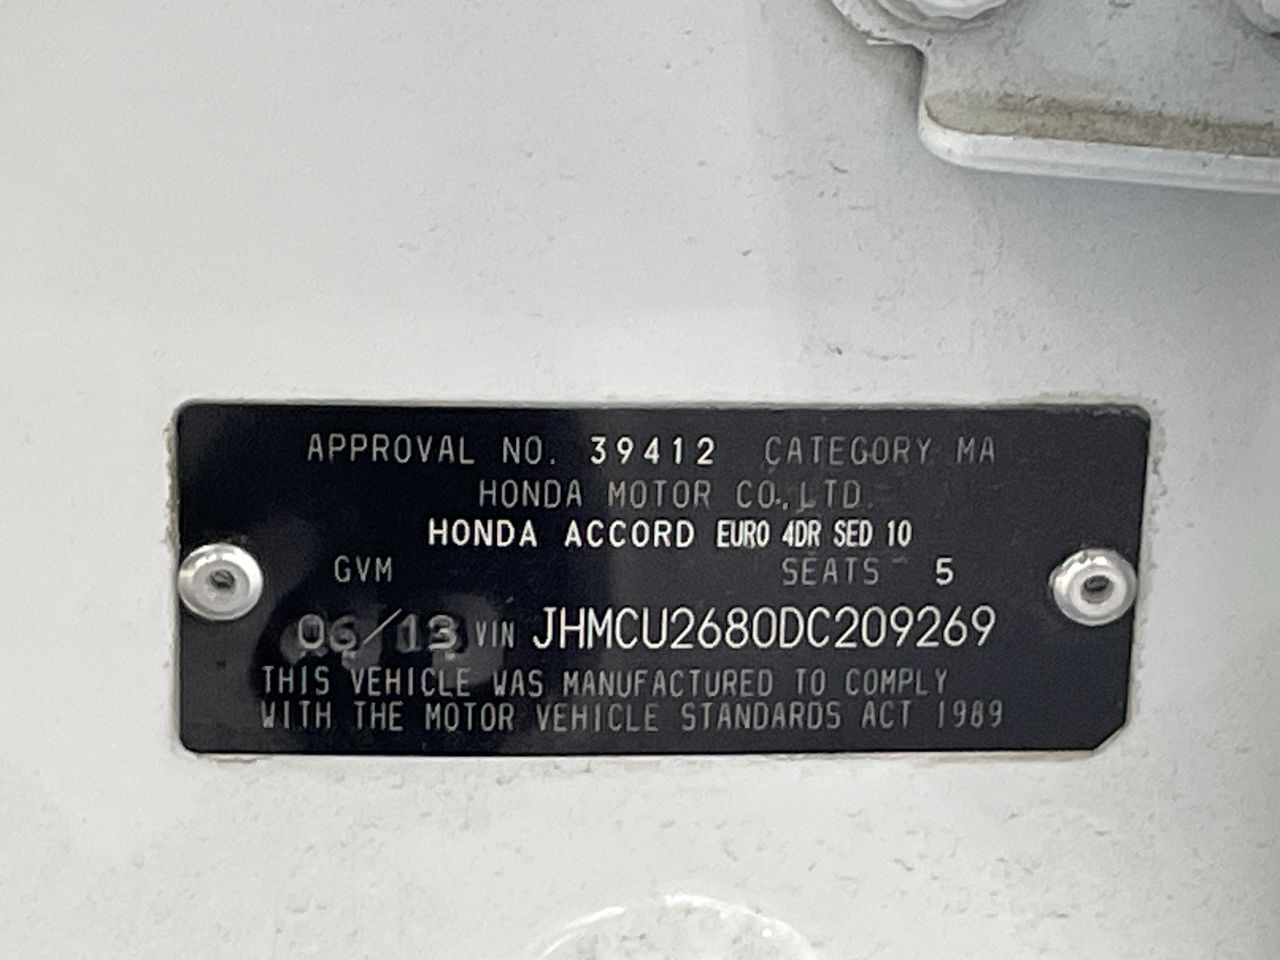 APPROVAL NO. 39412 CATEGORY MA
HONDA MOTOR CO.,LTD.
HONDA ACCORD EURO 4DR SED 10
GVM SEATS 5
06/13 VIN JHMCU2680DC209269
THIS VEHICLE WAS MANUFACTURED TO COMPLY
WITH THE MOTOR VEHICLE STANDARDS ACT 1989